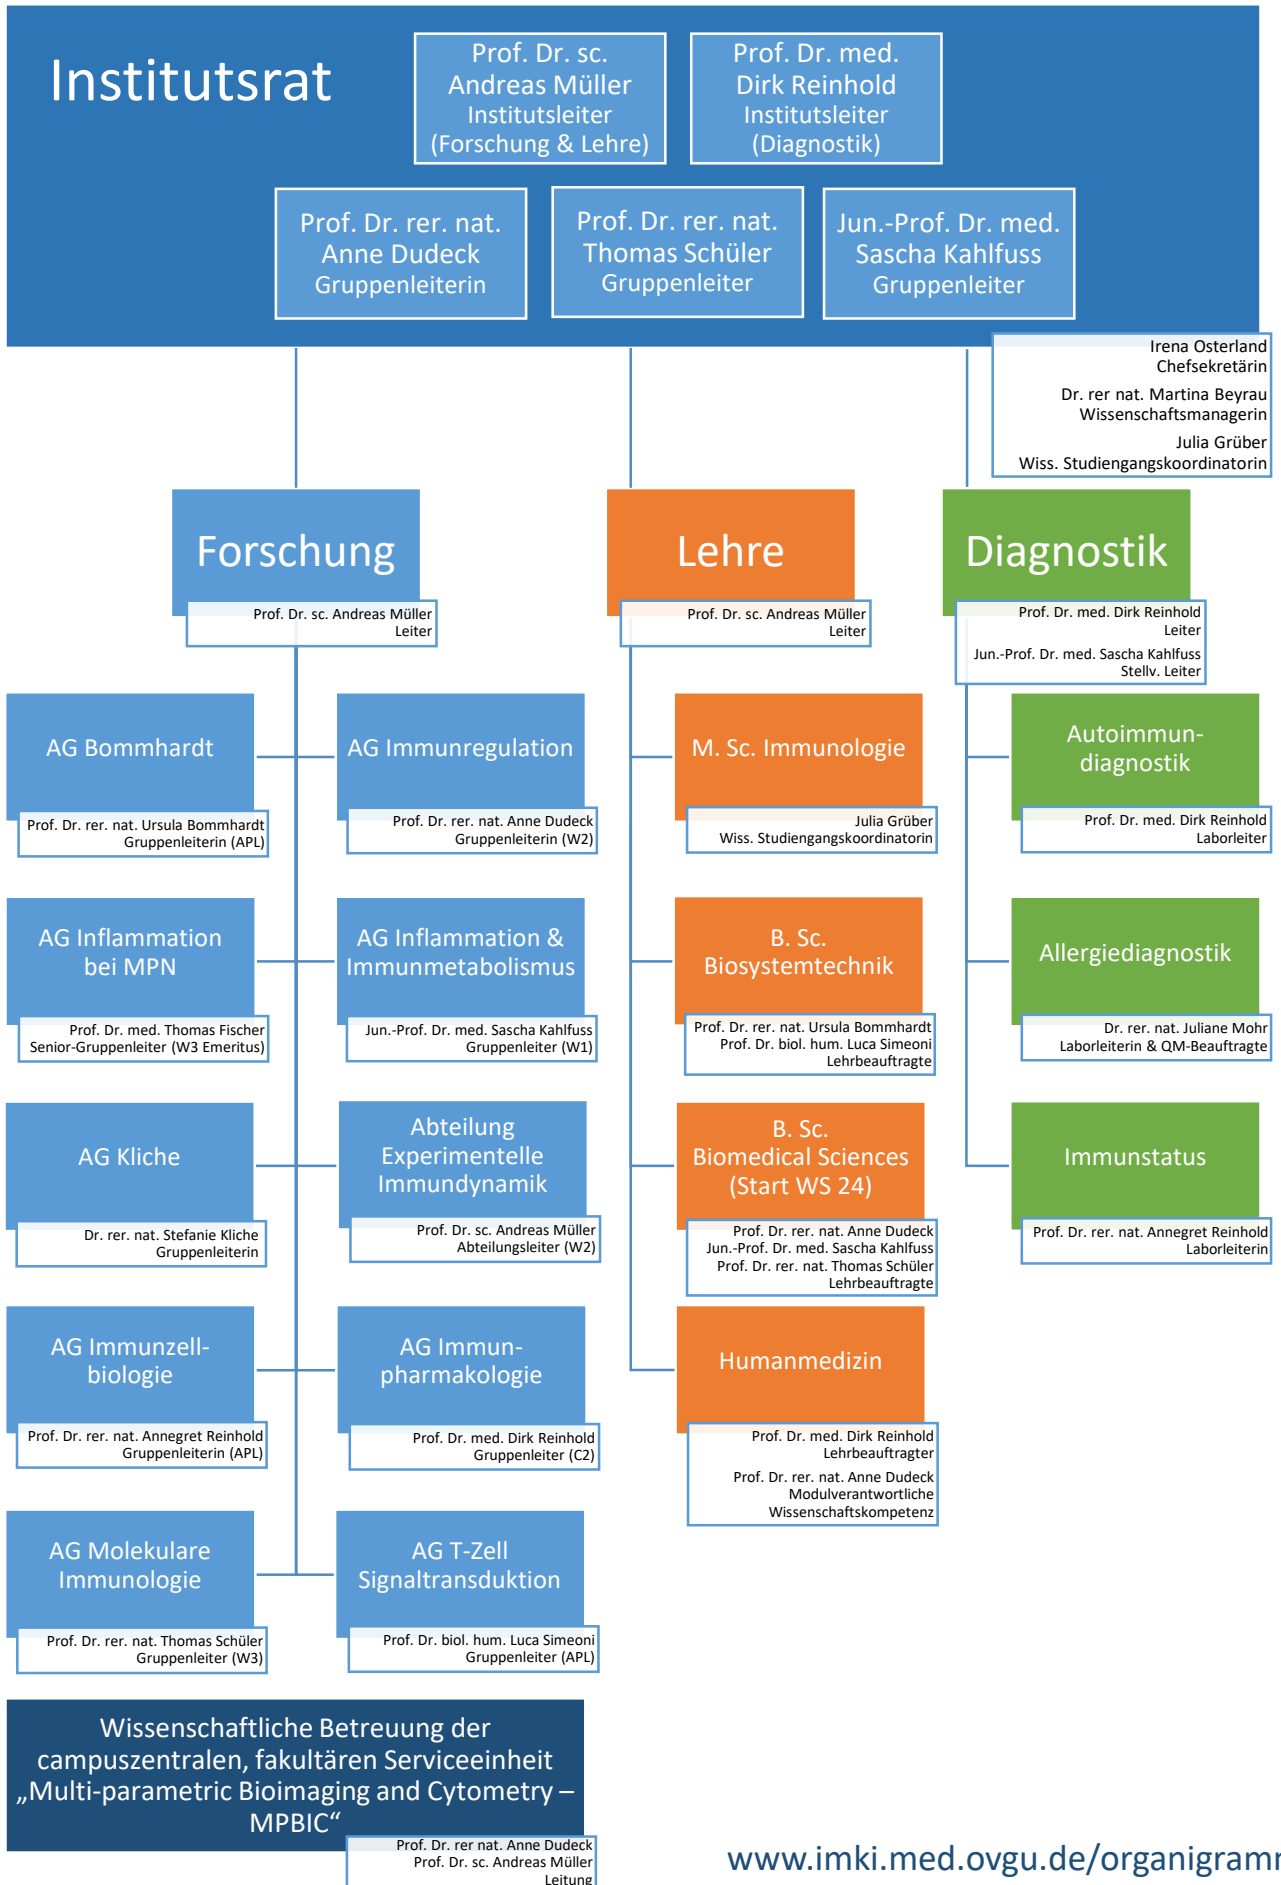 Institutsrat
Prof. Dr. sc.
Andreas Müller
Institutsleiter
(Forschung & Lehre)
Prof. Dr. med.
Dirk Reinhold
Institutsleiter
(Diagnostik)
Prof. Dr. rer. nat.
Anne Dudeck
Gruppenleiterin
Prof. Dr. rer. nat.
Thomas Schüler
Gruppenleiter
Jun.-Prof. Dr. med.
Sascha Kahlfuss
Gruppenleiter
Irena Osterland
Chefsekretärin
Dr. rer nat. Martina Beyrau
Wissenschaftsmanagerin
Julia Grüber
Wiss. Studiengangskoordinatorin
Forschung
Prof. Dr. sc. Andreas Müller
Leiter
Lehre
Prof. Dr. sc. Andreas Müller
Leiter
Diagnostik
Prof. Dr. med. Dirk Reinhold
Leiter
Jun.-Prof. Dr. med. Sascha Kahlfuss
Stellv. Leiter
AG Bommhardt
Prof. Dr. rer. nat. Ursula Bommhardt
Gruppenleiterin (APL)
AG Immunregulation
Prof. Dr. rer. nat. Anne Dudeck
Gruppenleiterin (W2)
M. Sc. Immunologie
Julia Grüber
Wiss. Studiengangskoordinatorin
Autoimmun-
diagnostik
Prof. Dr. med. Dirk Reinhold
Laborleiter
AG Inflammation
bei MPN
Prof. Dr. med. Thomas Fischer
Senior-Gruppenleiter (W3 Emeritus)
AG Inflammation &
Immunmetabolismus
Jun.-Prof. Dr. med. Sascha Kahlfuss
Gruppenleiter (W1)
B. Sc.
Biosystemtechnik
Prof. Dr. rer. nat. Ursula Bommhardt
Prof. Dr. biol. hum. Luca Simeoni
Lehrbeauftragte
Allergiediagnostik
Dr. rer. nat. Juliane Mohr
Laborleiterin & QM-Beauftragte
AG Kliche
Dr. rer. nat. Stefanie Kliche
Gruppenleiterin
Abteilung
Experimentelle
Immundynamik
Prof. Dr. sc. Andreas Müller
Abteilungsleiter (W2)
B. Sc.
Biomedical Sciences
(Start WS 24)
Prof. Dr. rer. nat. Anne Dudeck
Jun.-Prof. Dr. med. Sascha Kahlfuss
Prof. Dr. rer. nat. Thomas Schüler
Lehrbeauftragte
Immunstatus
Prof. Dr. rer. nat. Annegret Reinhold
Laborleiterin
AG Immunzell-
biologie
Prof. Dr. rer. nat. Annegret Reinhold
Gruppenleiterin (APL)
AG Immun-
pharmakologie
Prof. Dr. med. Dirk Reinhold
Gruppenleiter (C2)
Humanmedizin
Prof. Dr. med. Dirk Reinhold
Lehrbeauftragter
Prof. Dr. rer. nat. Anne Dudeck
Modulverantwortliche
Wissenschaftskompetenz
AG Molekulare
Immunologie
Prof. Dr. rer. nat. Thomas Schüler
Gruppenleiter (W3)
AG T-Zell
Signaltransduktion
Prof. Dr. biol. hum. Luca Simeoni
Gruppenleiter (APL)
Wissenschaftliche Betreuung der
campuszentralen, fakultären Serviceeinheit
„Multi-parametric Bioimaging and Cytometry –
MPBIC“
Prof. Dr. rer nat. Anne Dudeck
Prof. Dr. sc. Andreas Müller
Leitung
www.imki.med.ovgu.de/organigramm